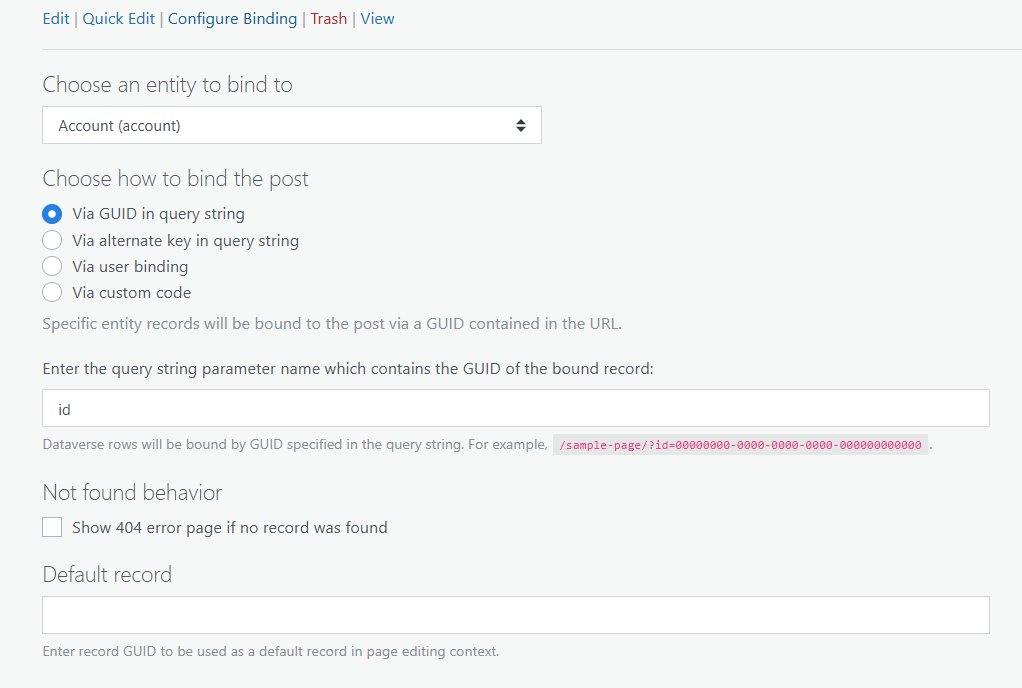 Edit | Quick Edit | Configure Binding | Trash | View
Choose an entity to bind to
Account (account)
Choose how to bind the post
Via GUID in query string
Via alternate key in query string
Via user binding
Via custom code
Specific entity records will be bound to the post via a GUID contained in the URL.
Enter the query string parameter name which contains the GUID of the bound record:
id
Dataverse rows will be bound by GUID specified in the query string. For example, /sample-page/?id=00000000-0000-0000-0000-000000000000 .
Not found behavior
Show 404 error page if no record was found
Default record
Enter record GUID to be used as a default record in page editing context.